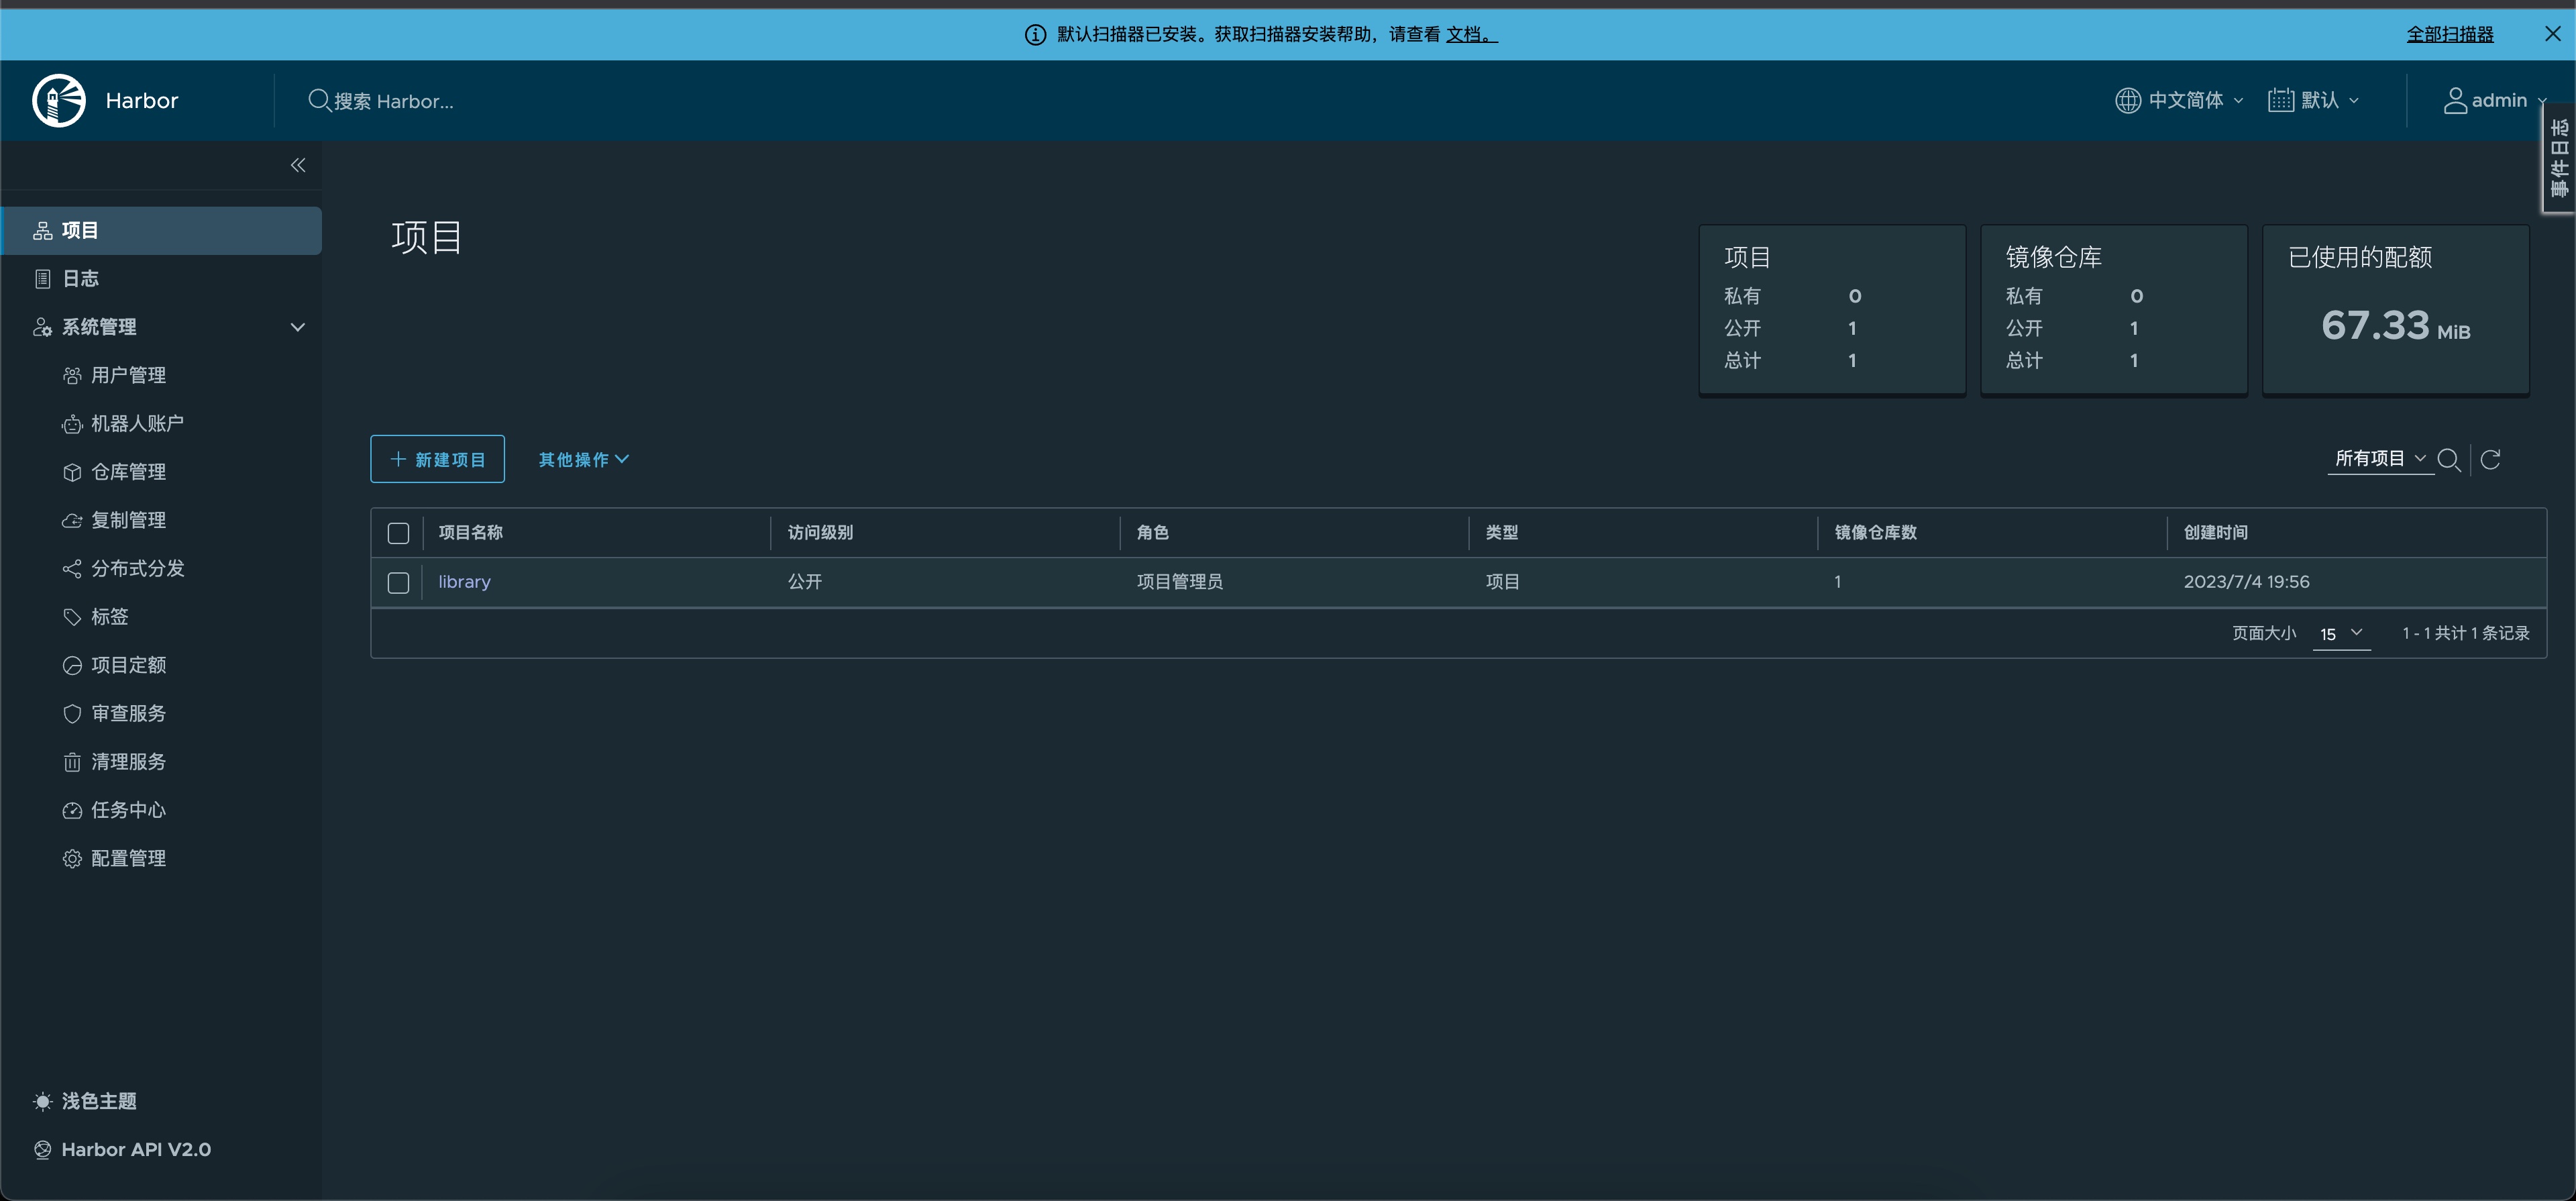 默认扫描器已安装。获取扫描器安装帮助，请查看 文档。
全部扫描器
Harbor
搜索 Harbor...
中文简体
默认
admin
事件日志
项目
日志
系统管理
用户管理
机器人账户
仓库管理
复制管理
分布式分发
标签
项目定额
审查服务
清理服务
任务中心
配置管理
浅色主题
Harbor API V2.0
项目
项目
私有 0
公开 1
总计 1
镜像仓库
私有 0
公开 1
总计 1
已使用的配额
67.33 MiB
新建项目
其他操作
所有项目
项目名称 访问级别 角色 类型 镜像仓库数 创建时间
library 公开 项目管理员 项目 1 2023/7/4 19:56
页面大小 15 1 - 1 共计 1 条记录